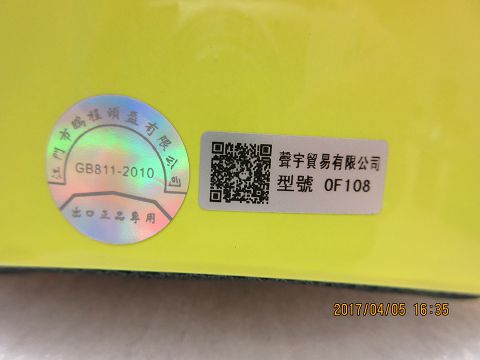 江門市鵬程頭盔有限公司
GB811-2010
出口正品專用
聲宇貿易有限公司
型號 OF108
2017/04/05 16:35